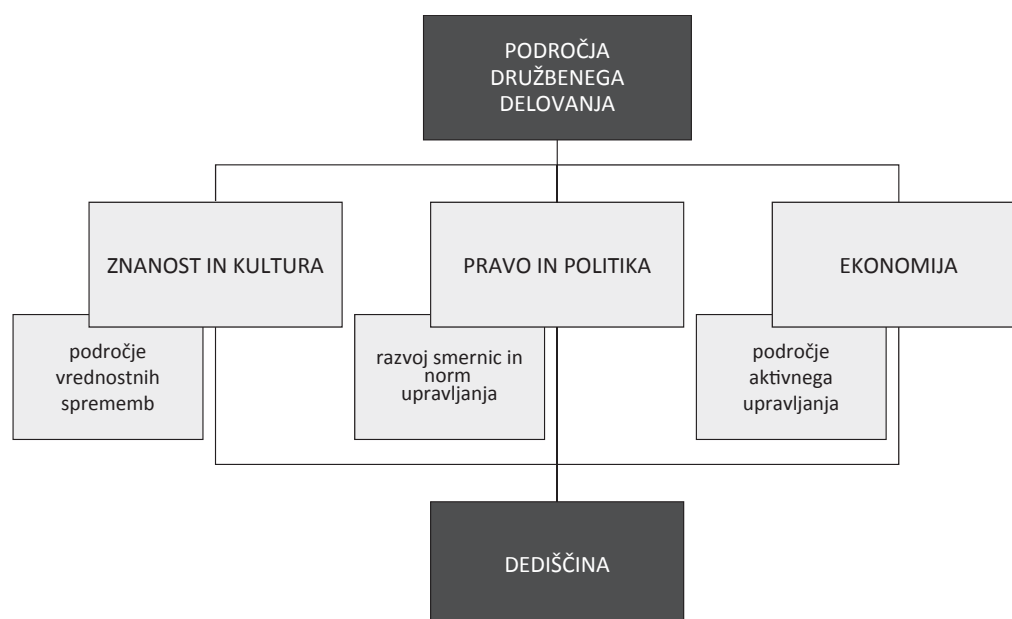 PODROČJA
DRUŽBENEGA
DELOVANJA
ZNANOST IN KULTURA
PRAVO IN POLITIKA
EKONOMIJA
področje
vrednostnih
sprememb
razvoj smernic in
norm
upravljanja
področje
aktivnega
upravljanja
DEDIŠČINA